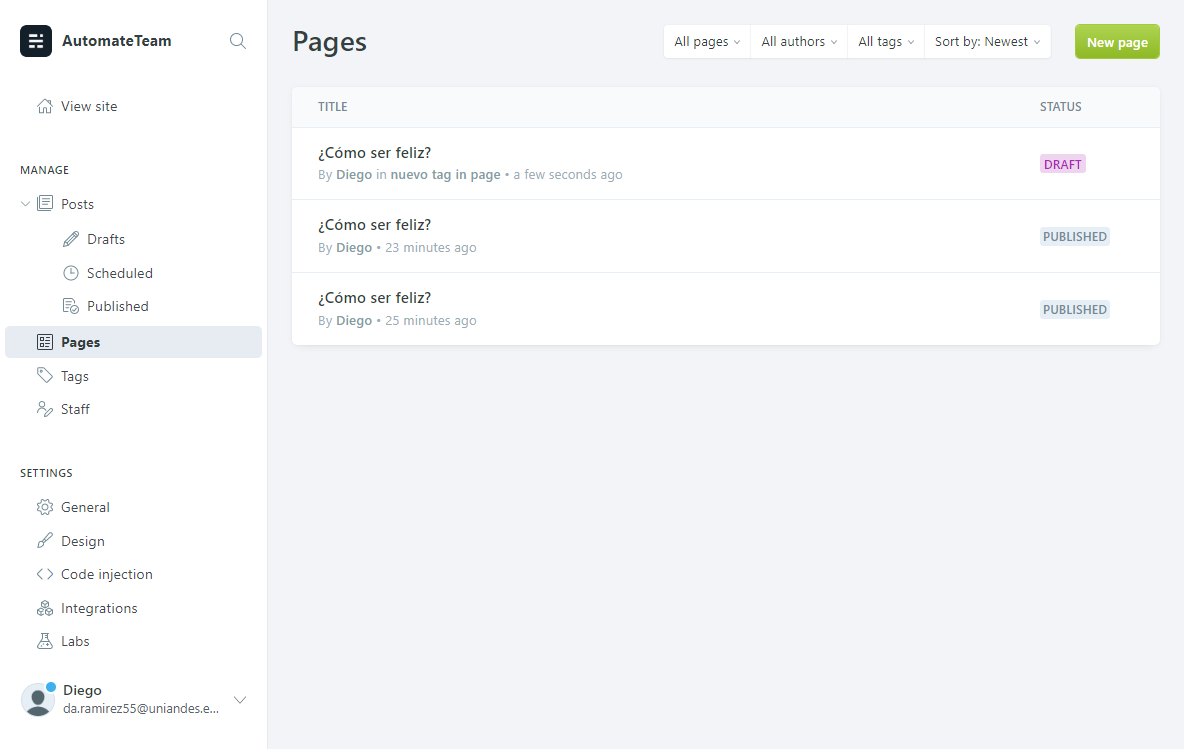 AutomateTeam
View site
MANAGE
Posts
Drafts
Scheduled
Published
Pages
Tags
Staff
SETTINGS
General
Design
Code injection
Integrations
Labs
Diego
da.ramirez55@uniandes.e...
Pages
All pages
All authors
All tags
Sort by: Newest
New page
TITLE STATUS
¿Cómo ser feliz?
By Diego in nuevo tag in page • a few seconds ago
DRAFT
¿Cómo ser feliz?
By Diego • 23 minutes ago
PUBLISHED
¿Cómo ser feliz?
By Diego • 25 minutes ago
PUBLISHED